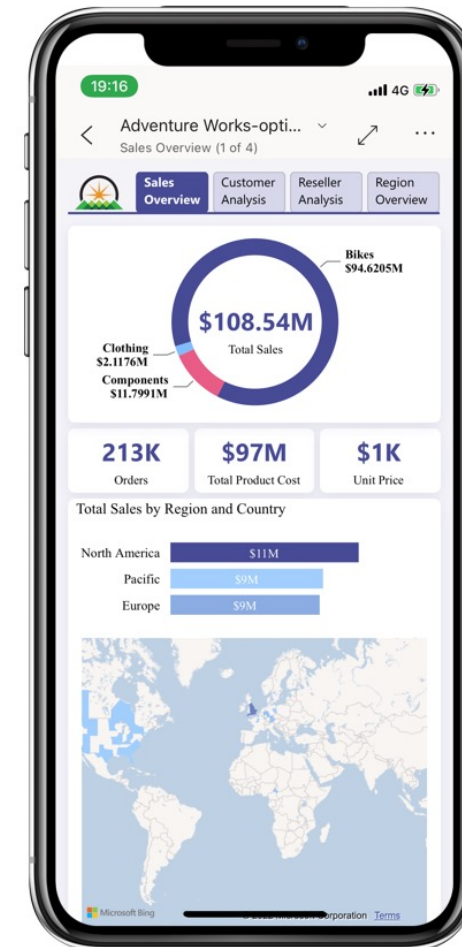 19:16
4G
Adventure Works-opti...
Sales Overview (1 of 4)
Sales
Overview
Customer
Analysis
Reseller
Analysis
Region
Overview
Bikes
$94.6205M
$108.54M
Total Sales
Clothing
$2.1176M
Components
$11.7991M
213K
Orders
$97M
Total Product Cost
$1K
Unit Price
Total Sales by Region and Country
North America
$11M
Pacific
$9M
Europe
$9M
Microsoft Bing
Terms